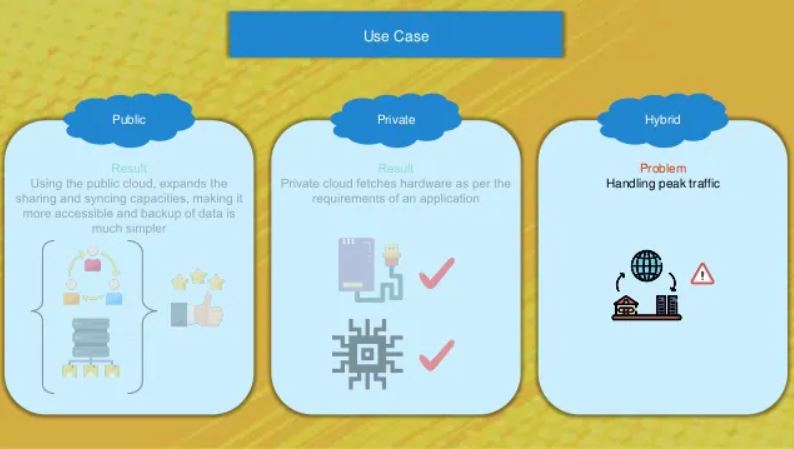 Use Case
Public
Result
Using the public cloud, expands the
sharing and syncing capacities, making it
more accessible and backup of data is
much simpler
Private
Result
Private cloud fetches hardware as per the
requirements of an application
Hybrid
Problem
Handling peak traffic